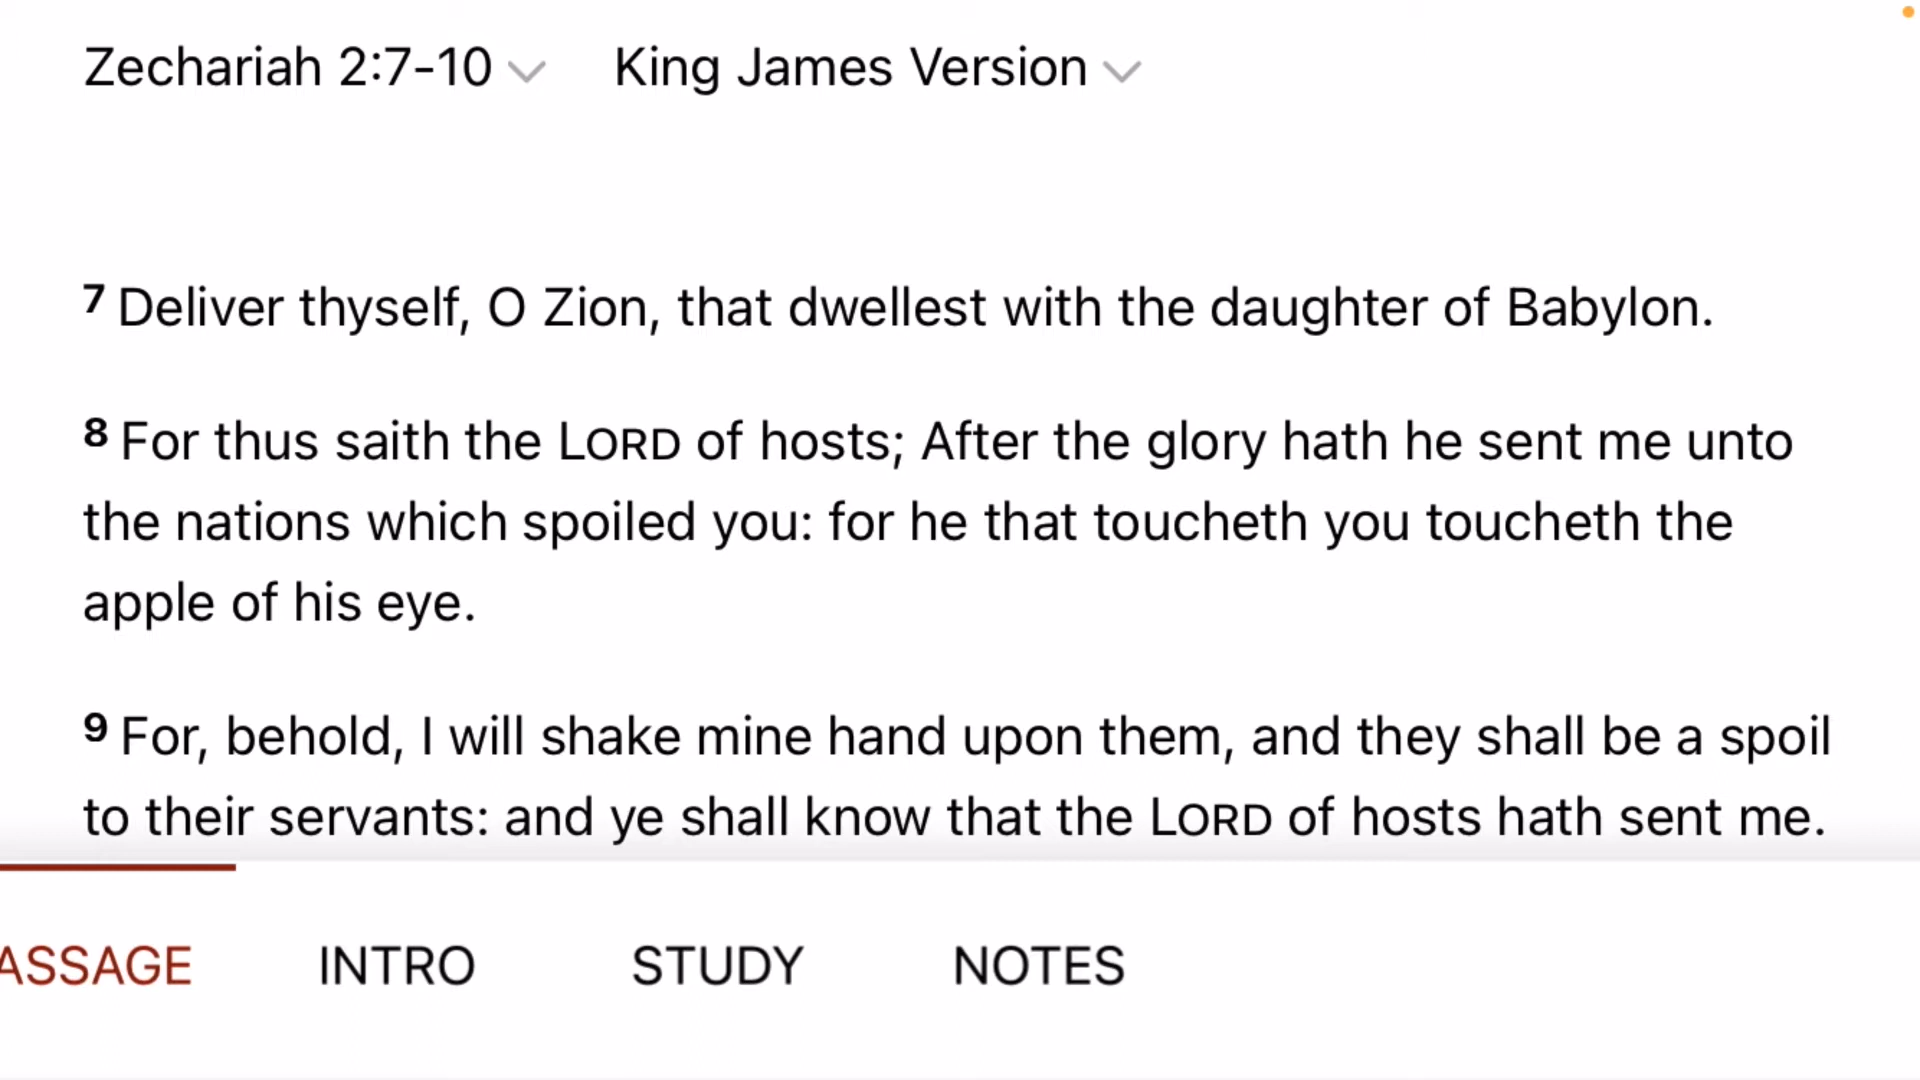 Zechariah 2:7-10 King James Version
7 Deliver thyself, O Zion, that dwellest with the daughter of Babylon.
8 For thus saith the LORD of hosts; After the glory hath he sent me unto
the nations which spoiled you: for he that toucheth you toucheth the
apple of his eye.
9 For, behold, I will shake mine hand upon them, and they shall be a spoil
to their servants: and ye shall know that the LORD of hosts hath sent me.
ASSAGE INTRO STUDY NOTES